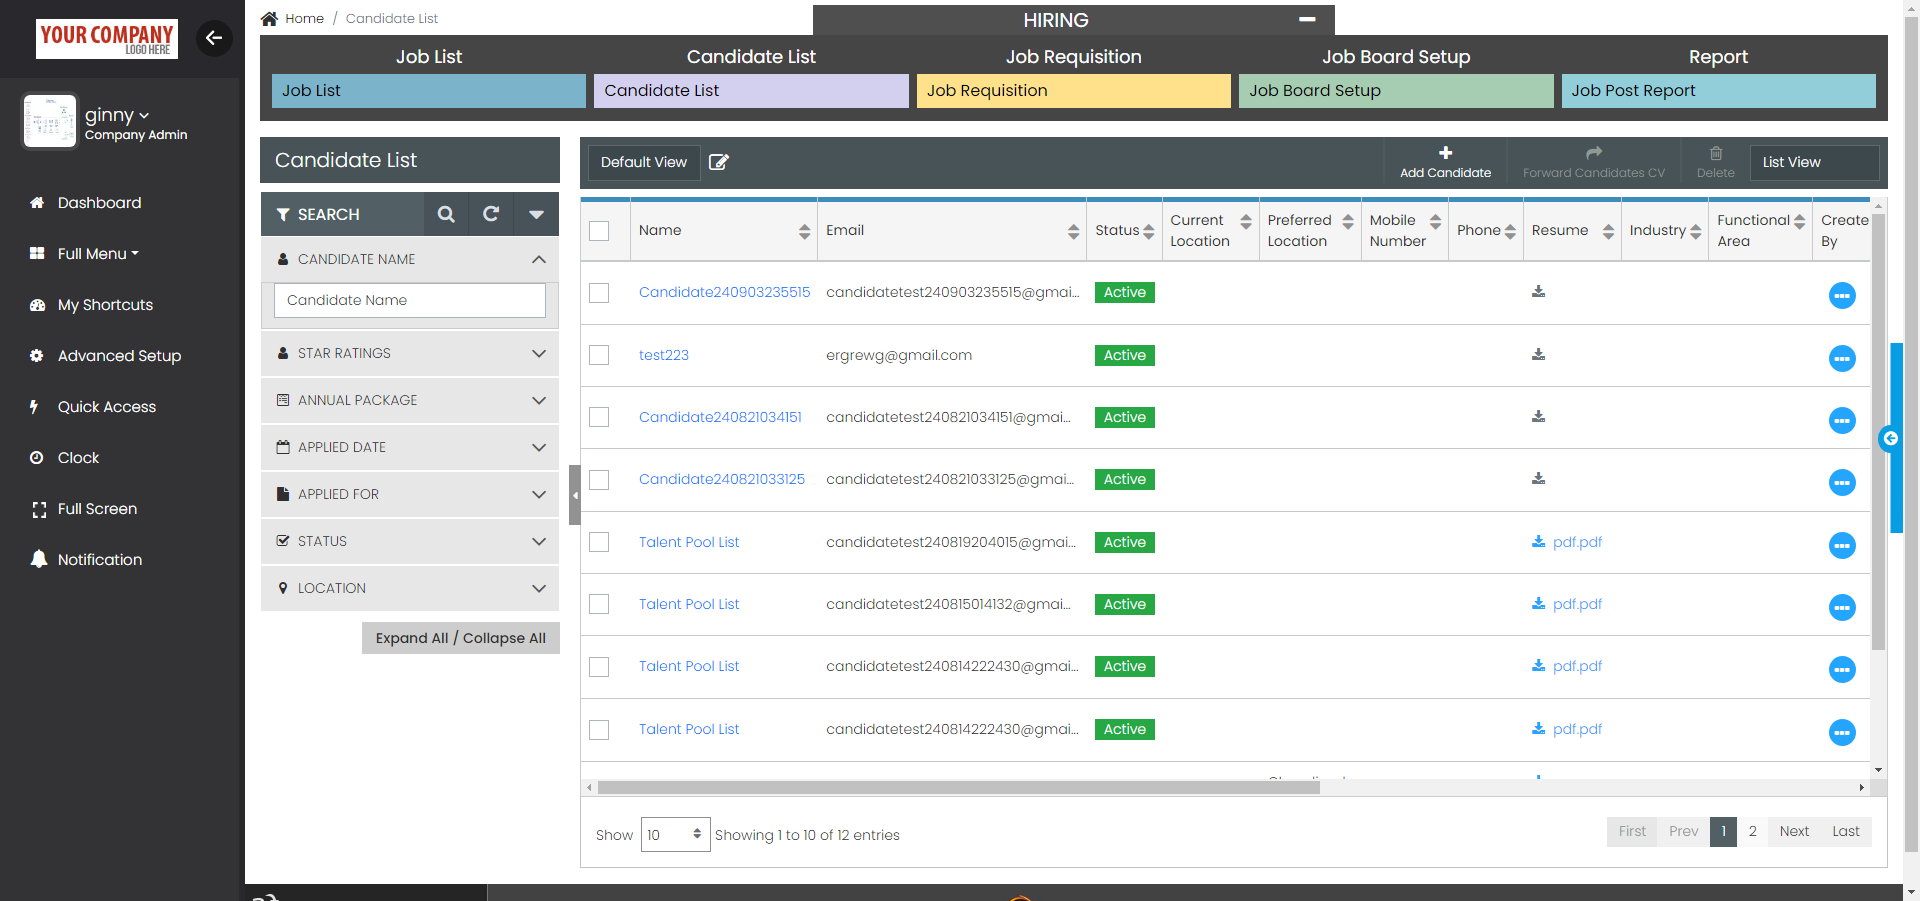 YOUR COMPANY
LOGO HERE
ginny
Company Admin
Dashboard
Full Menu
My Shortcuts
Advanced Setup
Quick Access
Clock
Full Screen
Notification
Home / Candidate List
HIRING
Job List
Candidate List
Job Requisition
Job Board Setup
Report
Job List
Candidate List
Job Requisition
Job Board Setup
Job Post Report
Candidate List
SEARCH
CANDIDATE NAME
Candidate Name
STAR RATINGS
ANNUAL PACKAGE
APPLIED DATE
APPLIED FOR
STATUS
LOCATION
Expand All / Collapse All
Default View
Add Candidate
Forward Candidates CV
Delete
List View
Name
Email
Status
Current
Location
Preferred
Location
Mobile
Number
Phone
Resume
Industry
Functional
Area
Create
By
Candidate240903235515 candidatetest240903235515@gmai... Active
test223 ergrewg@gmail.com Active
Candidate240821034151 candidatetest240821034151@gmai... Active
Candidate240821033125 candidatetest240821033125@gmai... Active
Talent Pool List candidatetest240819204015@gmai... Active pdf.pdf
Talent Pool List candidatetest240815014132@gmai... Active pdf.pdf
Talent Pool List candidatetest240814222430@gmai... Active pdf.pdf
Talent Pool List candidatetest240814222430@gmai... Active pdf.pdf
Show 10 Showing 1 to 10 of 12 entries
First Prev 1 2 Next Last